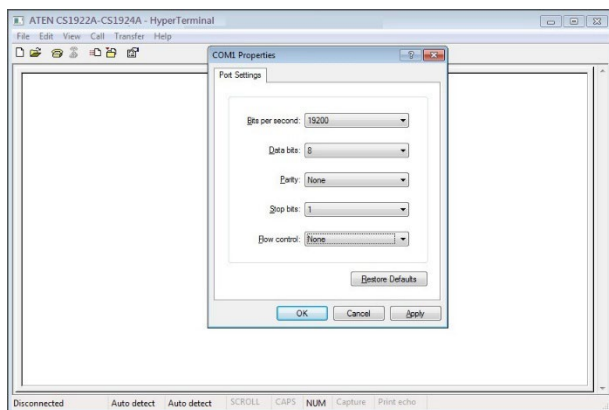 ATEN CS1922A-CS1924A - HyperTerminal
File Edit View Call Transfer Help
COM1 Properties
Port Settings
Bits per second: 19200
Data bits: 8
Parity: None
Stop bits: 1
Flow control: None
Restore Defaults
OK Cancel Apply
Disconnected Auto detect Auto detect SCROLL CAPS NUM Capture Print echo